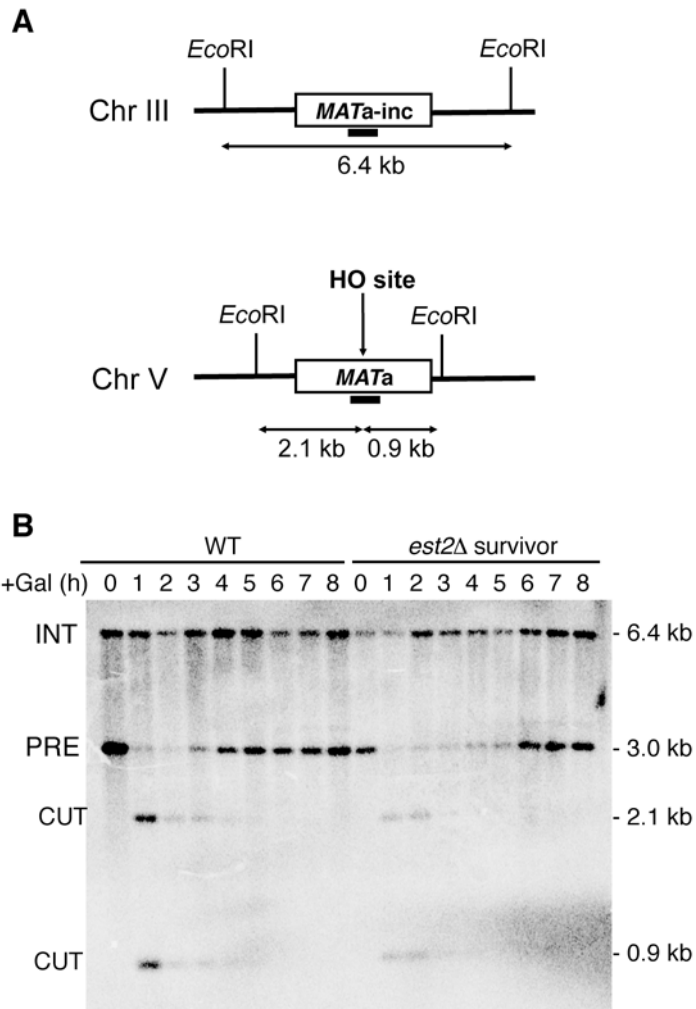 A
EcoRI EcoRI
Chr III MATa-inc
6.4 kb
HO site
EcoRI EcoRI
Chr V MATa
2.1 kb 0.9 kb
B
WT est2Δ survivor
+Gal (h) 0 1 2 3 4 5 6 7 8 0 1 2 3 4 5 6 7 8
INT - 6.4 kb
PRE - 3.0 kb
CUT - 2.1 kb
CUT - 0.9 kb